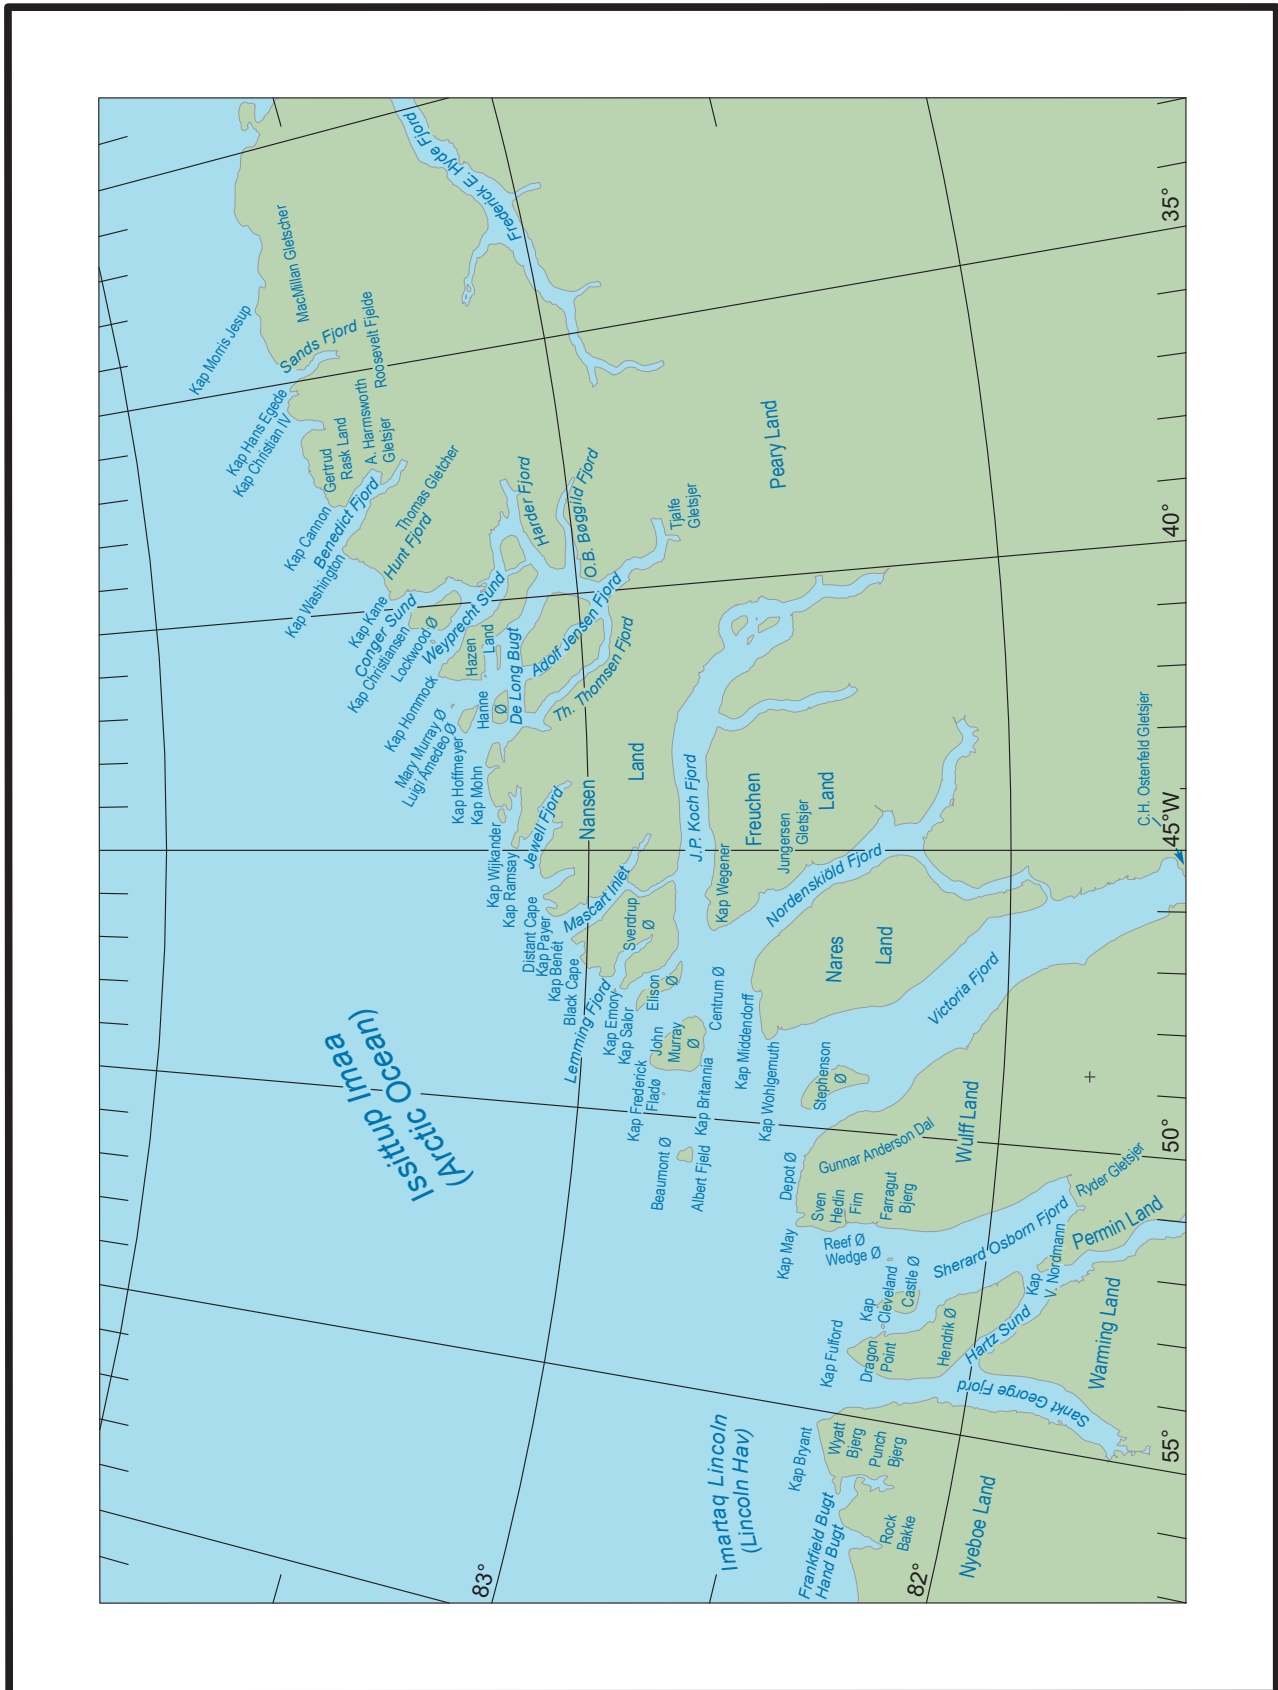 Kap Morris Jesup
MacMillan Gletscher
Sands Fjord
Roosevelt Fjelde
Frederick E. Hyde Fjord
Kap Hans Egede
Kap Christian IV
Gertrud
Rask Land
A. Harmsworth
Gletsjer
Kap Cannon
Benedict Fjord
Kap Washington
Thomas Gletcher
Hunt Fjord
Kap Kane
Conger Sund
Kap Christiansen
Lockwood Ø
Weyprecht Sund
Harder Fjord
O.B. Bøggild Fjord
Tjalfe
Gletsjer
Peary Land
Kap Hommock
Hazen
Land
De Long Bugt
Adolf Jensen Fjord
Th. Thomsen Fjord
Mary Murray Ø
Luigi Amedeo Ø
Hanne
Ø
Kap Hoffmeyer
Kap Mohn
Kap Wijkander
Kap Ramsay
Jewell Fjord
Nansen
Land
J.P. Koch Fjord
Freuchen
Land
Jungersen
Gletsjer
C.H. Ostenfeld Gletsjer
Distant Cape
Kap Payer
Kap Benét
Black Cape
Mascart Inlet
Sverdrup
Ø
Kap Wegener
Nordenskiöld Fjord
Lemming Fjord
Kap Emory
Kap Salor
Elison
Ø
John
Murray
Ø
Centrum Ø
Kap Middendorff
Nares
Land
Victoria Fjord
Kap Frederick
Fladø
Kap Britannia
Kap Wohlgemuth
Stephenson
Ø
Issittup Imaa
(Arctic Ocean)
Beaumont Ø
Albert Fjeld
Depot Ø
Gunnar Anderson Dal
Wulff Land
Sven
Hedin
Firn
Farragut
Bjerg
Ryder Gletsjer
Kap May
Reef Ø
Wedge Ø
Sherard Osborn Fjord
Permin Land
Kap
Cleveland
Castle Ø
Kap
V. Nordmann
Kap Fulford
Dragon
Point
Hendrik Ø
Hartz Sund
Warming Land
Sankt George Fjord
Imartaq Lincoln
(Lincoln Hav)
Kap Bryant
Wyatt
Bjerg
Punch
Bjerg
Frankfield Bugt
Hand Bugt
Rock
Bakke
Nyeboe Land
83°
82°
55°
50°
45°W
40°
35°